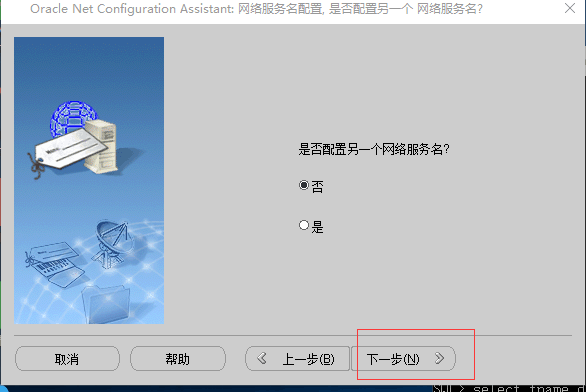 Oracle Net Configuration Assistant: 网络服务名配置, 是否配置另一个 网络服务名?
是否配置另一个网络服务名?
否
是
取消
帮助
上一步(B)
下一步(N)
SQL> select tname d